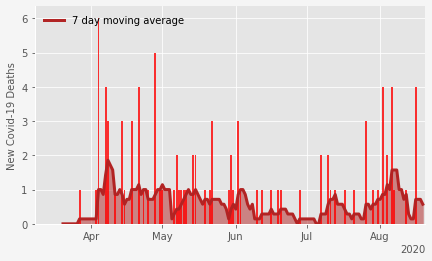 7 day moving average
New Covid-19 Deaths
6
5
4
3
2
1
0
Apr
May
Jun
Jul
Aug
2020